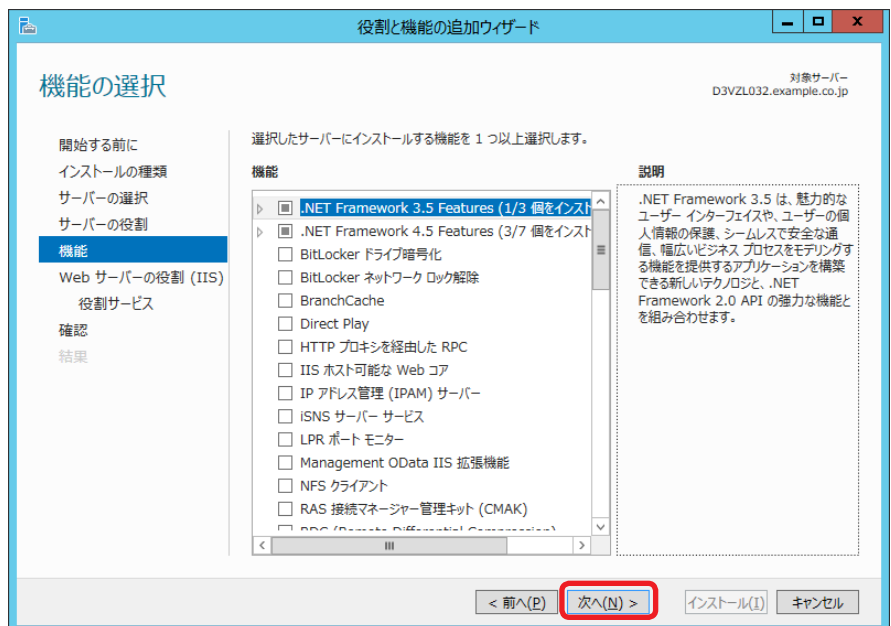 役割と機能の追加ウィザード
機能の選択
対象サーバー
D3VZL032.example.co.jp
開始する前に
インストールの種類
サーバーの選択
サーバーの役割
機能
Web サーバーの役割 (IIS)
役割サービス
確認
結果
選択したサーバーにインストールする機能を 1 つ以上選択します。
機能
.NET Framework 3.5 Features (1/3 個をインスト
.NET Framework 4.5 Features (3/7 個をインスト
BitLocker ドライブ暗号化
BitLocker ネットワーク ロック解除
BranchCache
Direct Play
HTTP プロキシを経由した RPC
IIS ホスト可能な Web コア
IP アドレス管理 (IPAM) サーバー
iSNS サーバー サービス
LPR ポート モニター
Management OData IIS 拡張機能
NFS クライアント
RAS 接続マネージャー管理キット (CMAK)
RDC (Remote Differential Compression)
説明
.NET Framework 3.5 は、魅力的な
ユーザー インターフェイスや、ユーザーの個
人情報の保護、シームレスで安全な通
信、幅広いビジネス プロセスをモデリングす
る機能を提供するアプリケーションを構築
できる新しいテクノロジと、.NET
Framework 2.0 API の強力な機能と
を組み合わせます。
< 前へ(P)
次へ(N) >
インストール(I)
キャンセル